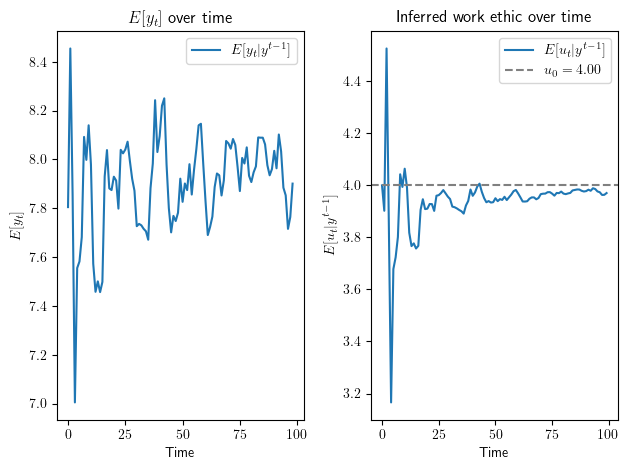 E[y_t] over time
E[y_t|y^{t-1}]
8.4
8.2
8.0
7.8
7.6
7.4
7.2
7.0
E[y_t]
0
25
50
75
100
Time
Inferred work ethic over time
E[u_t|y^{t-1}]
u_0 = 4.00
4.4
4.2
4.0
3.8
3.6
3.4
3.2
E[u_t|y^{t-1}]
0
25
50
75
100
Time